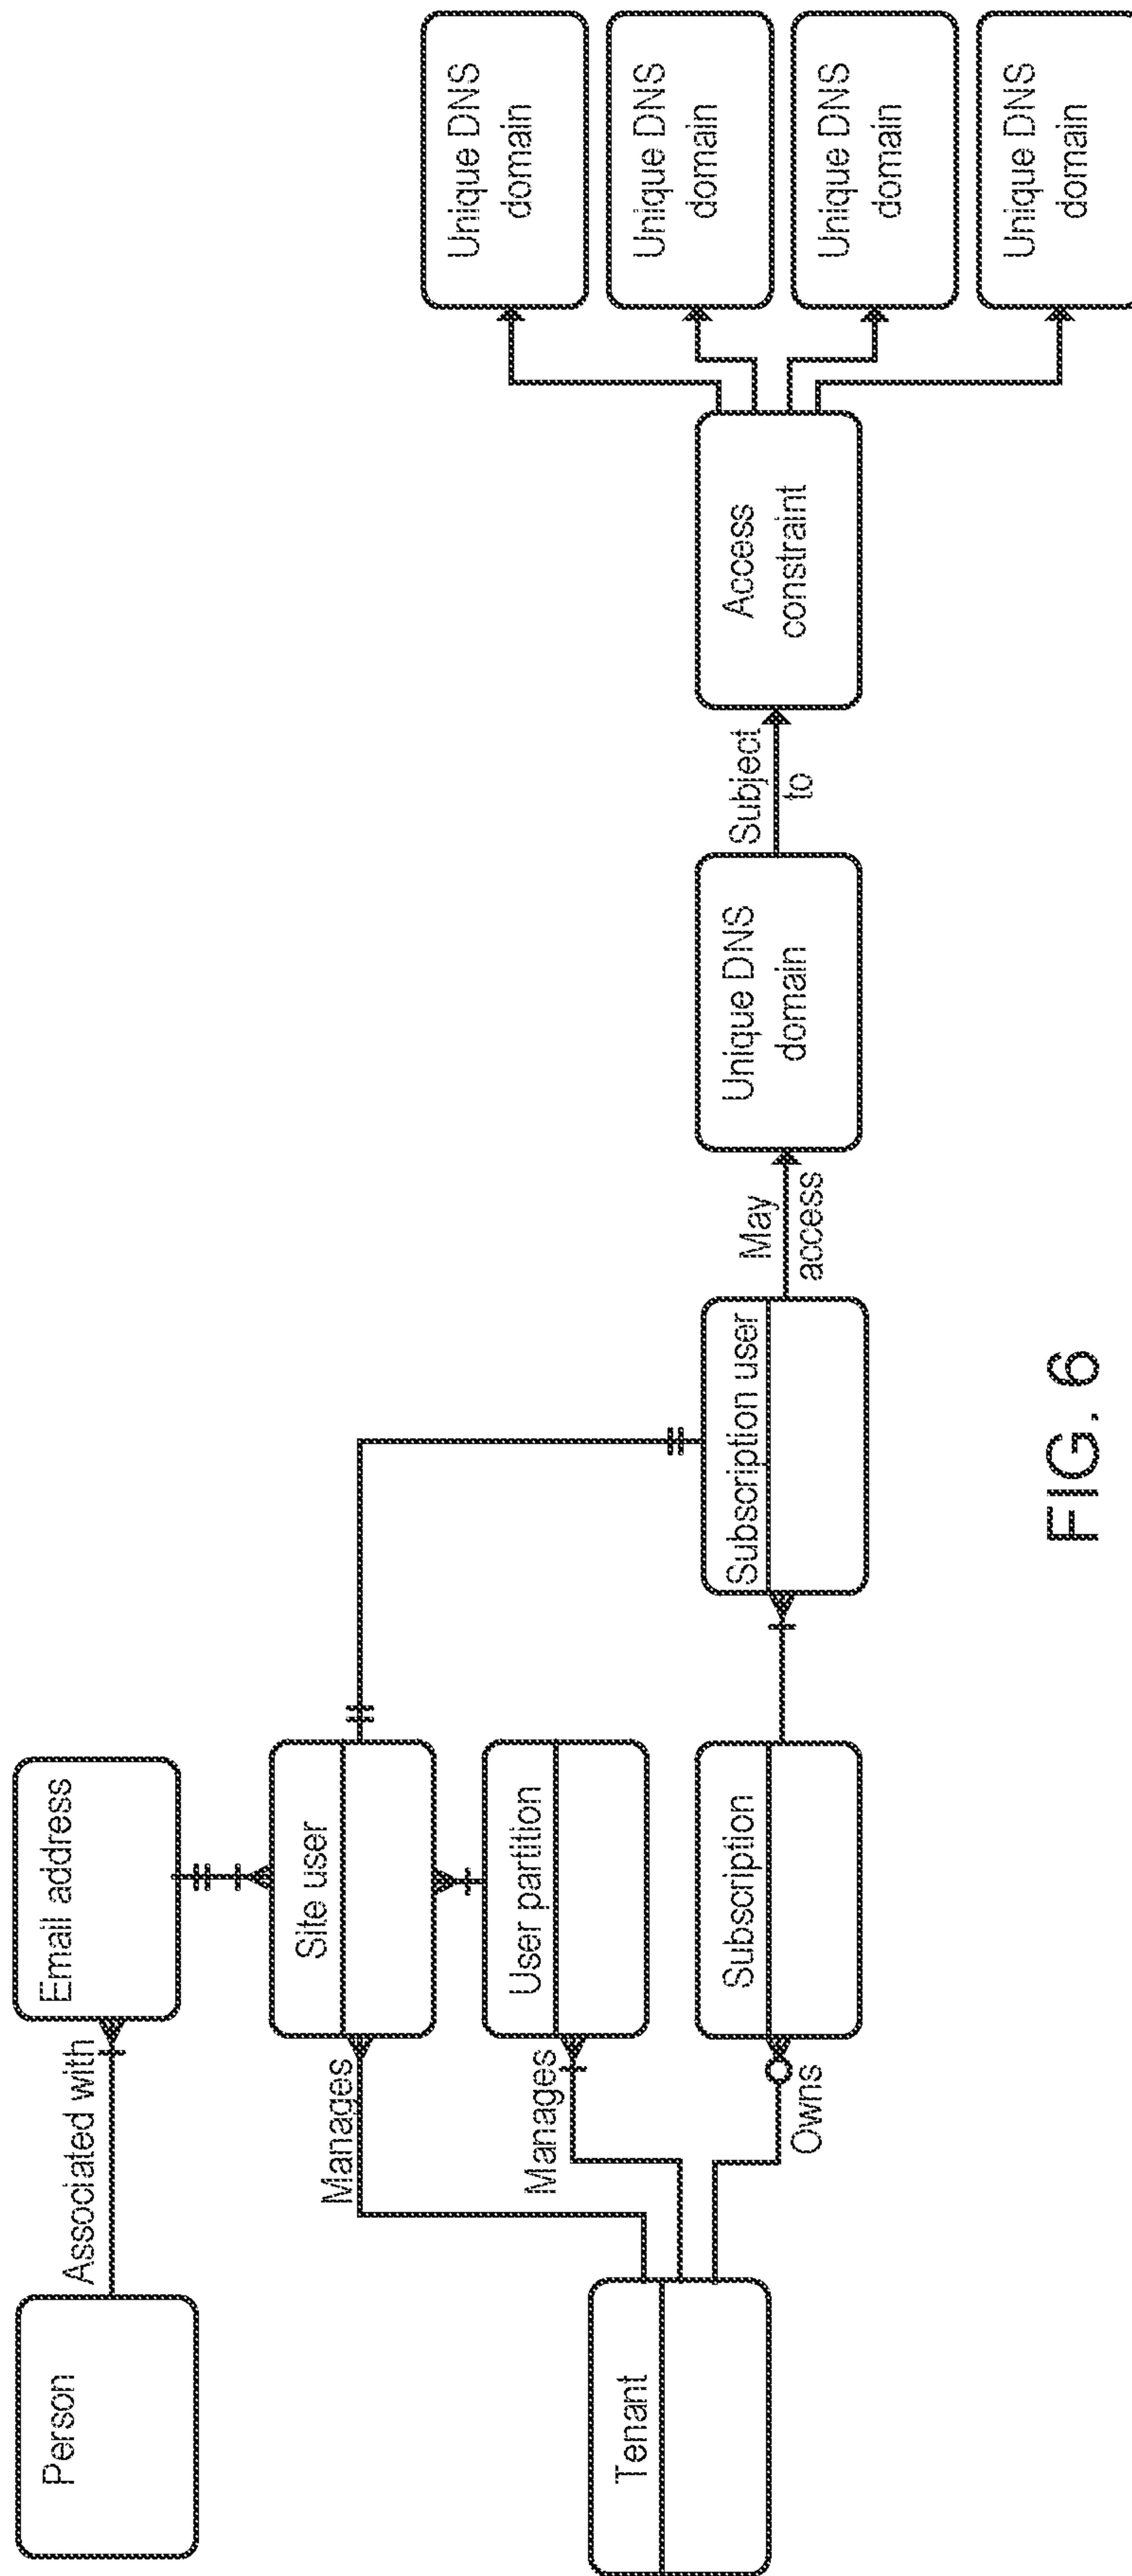 Person
Associated with
Email address
Tenant
Manages
Site user
Manages
User partition
Owns
Subscription
Subscription user
May
access
Unique DNS
domain
Subject
to
Access
constraint
Unique DNS
domain
Unique DNS
domain
Unique DNS
domain
Unique DNS
domain
FIG. 6